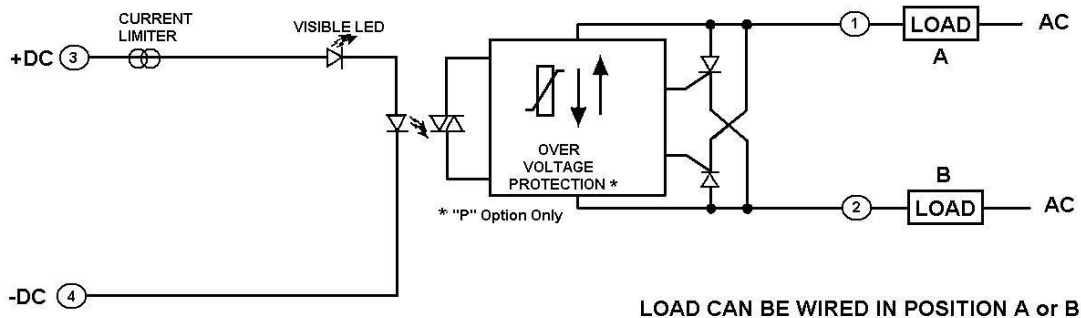 CURRENT
LIMITER
VISIBLE LED
+DC 3
1 LOAD AC
A
OVER
VOLTAGE
PROTECTION *
* "P" Option Only
B
2 LOAD AC
-DC 4
LOAD CAN BE WIRED IN POSITION A or B